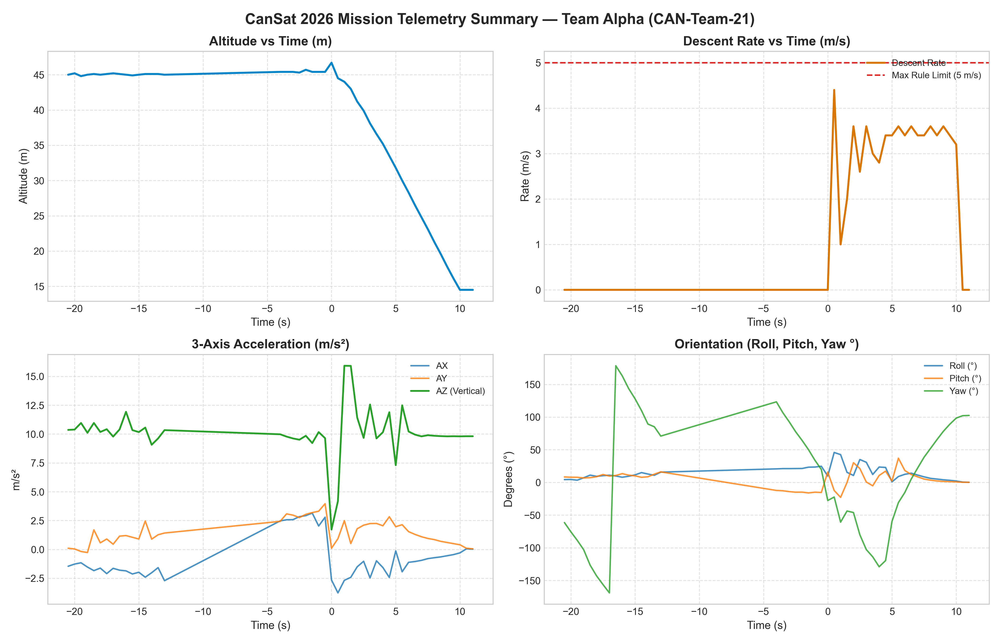 CanSat 2026 Mission Telemetry Summary — Team Alpha (CAN-Team-21)
Altitude vs Time (m)
45
40
35
30
25
20
15
Altitude (m)
−20 −15 −10 −5 0 5 10
Time (s)
Descent Rate vs Time (m/s)
5
4
3
2
1
0
Rate (m/s)
Descent Rate
Max Rule Limit (5 m/s)
−20 −15 −10 −5 0 5 10
Time (s)
3-Axis Acceleration (m/s²)
15.0
12.5
10.0
7.5
5.0
2.5
0.0
−2.5
m/s²
AX
AY
AZ (Vertical)
−20 −15 −10 −5 0 5 10
Time (s)
Orientation (Roll, Pitch, Yaw °)
150
100
50
0
−50
−100
−150
Degrees (°)
Roll (°)
Pitch (°)
Yaw (°)
−20 −15 −10 −5 0 5 10
Time (s)